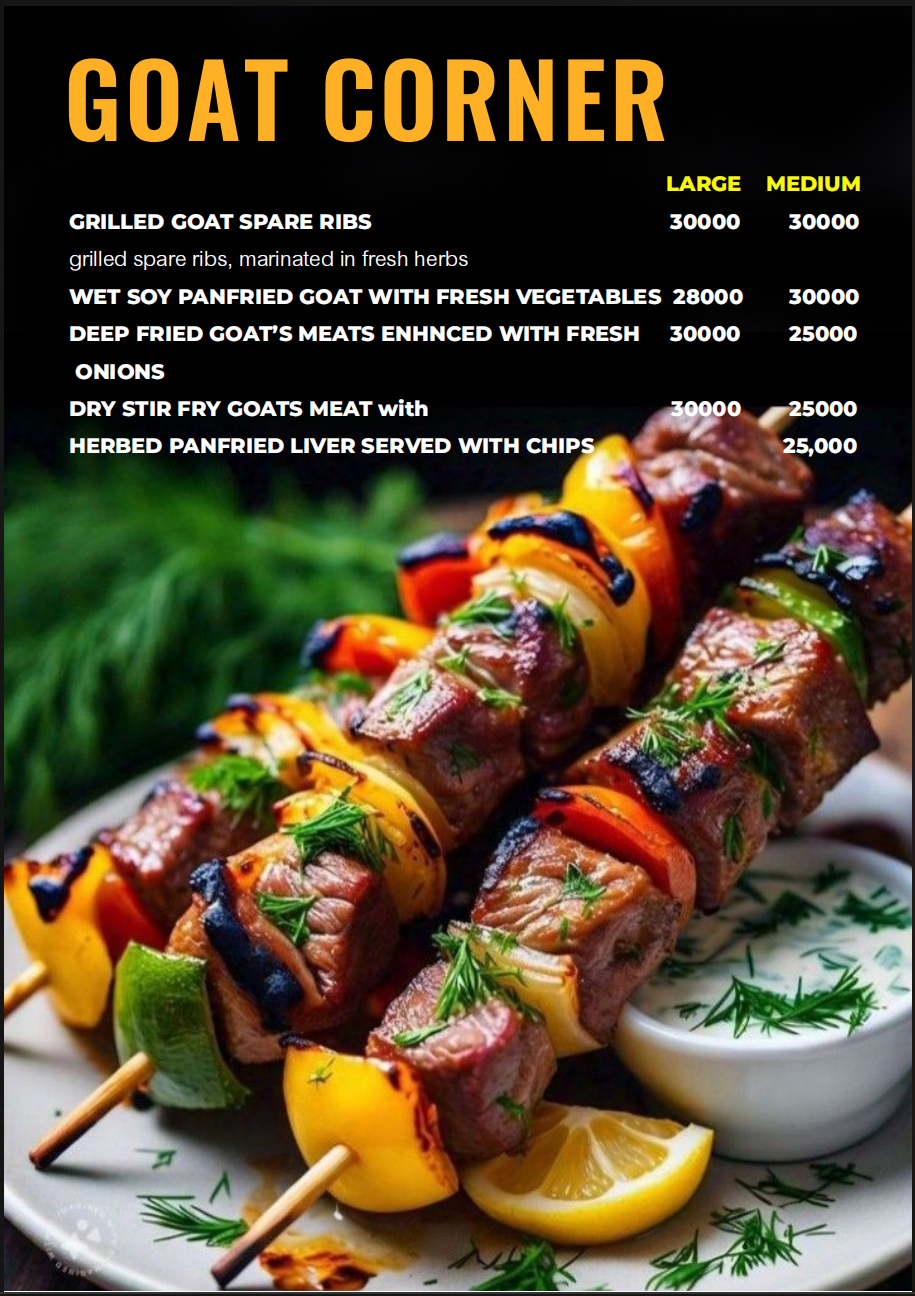 GOAT CORNER
LARGE MEDIUM
GRILLED GOAT SPARE RIBS 30000 30000
grilled spare ribs, marinated in fresh herbs
WET SOY PANFRIED GOAT WITH FRESH VEGETABLES 28000 30000
DEEP FRIED GOAT’S MEATS ENHNCED WITH FRESH 30000 25000
ONIONS
DRY STIR FRY GOATS MEAT with 30000 25000
HERBED PANFRIED LIVER SERVED WITH CHIPS 25,000